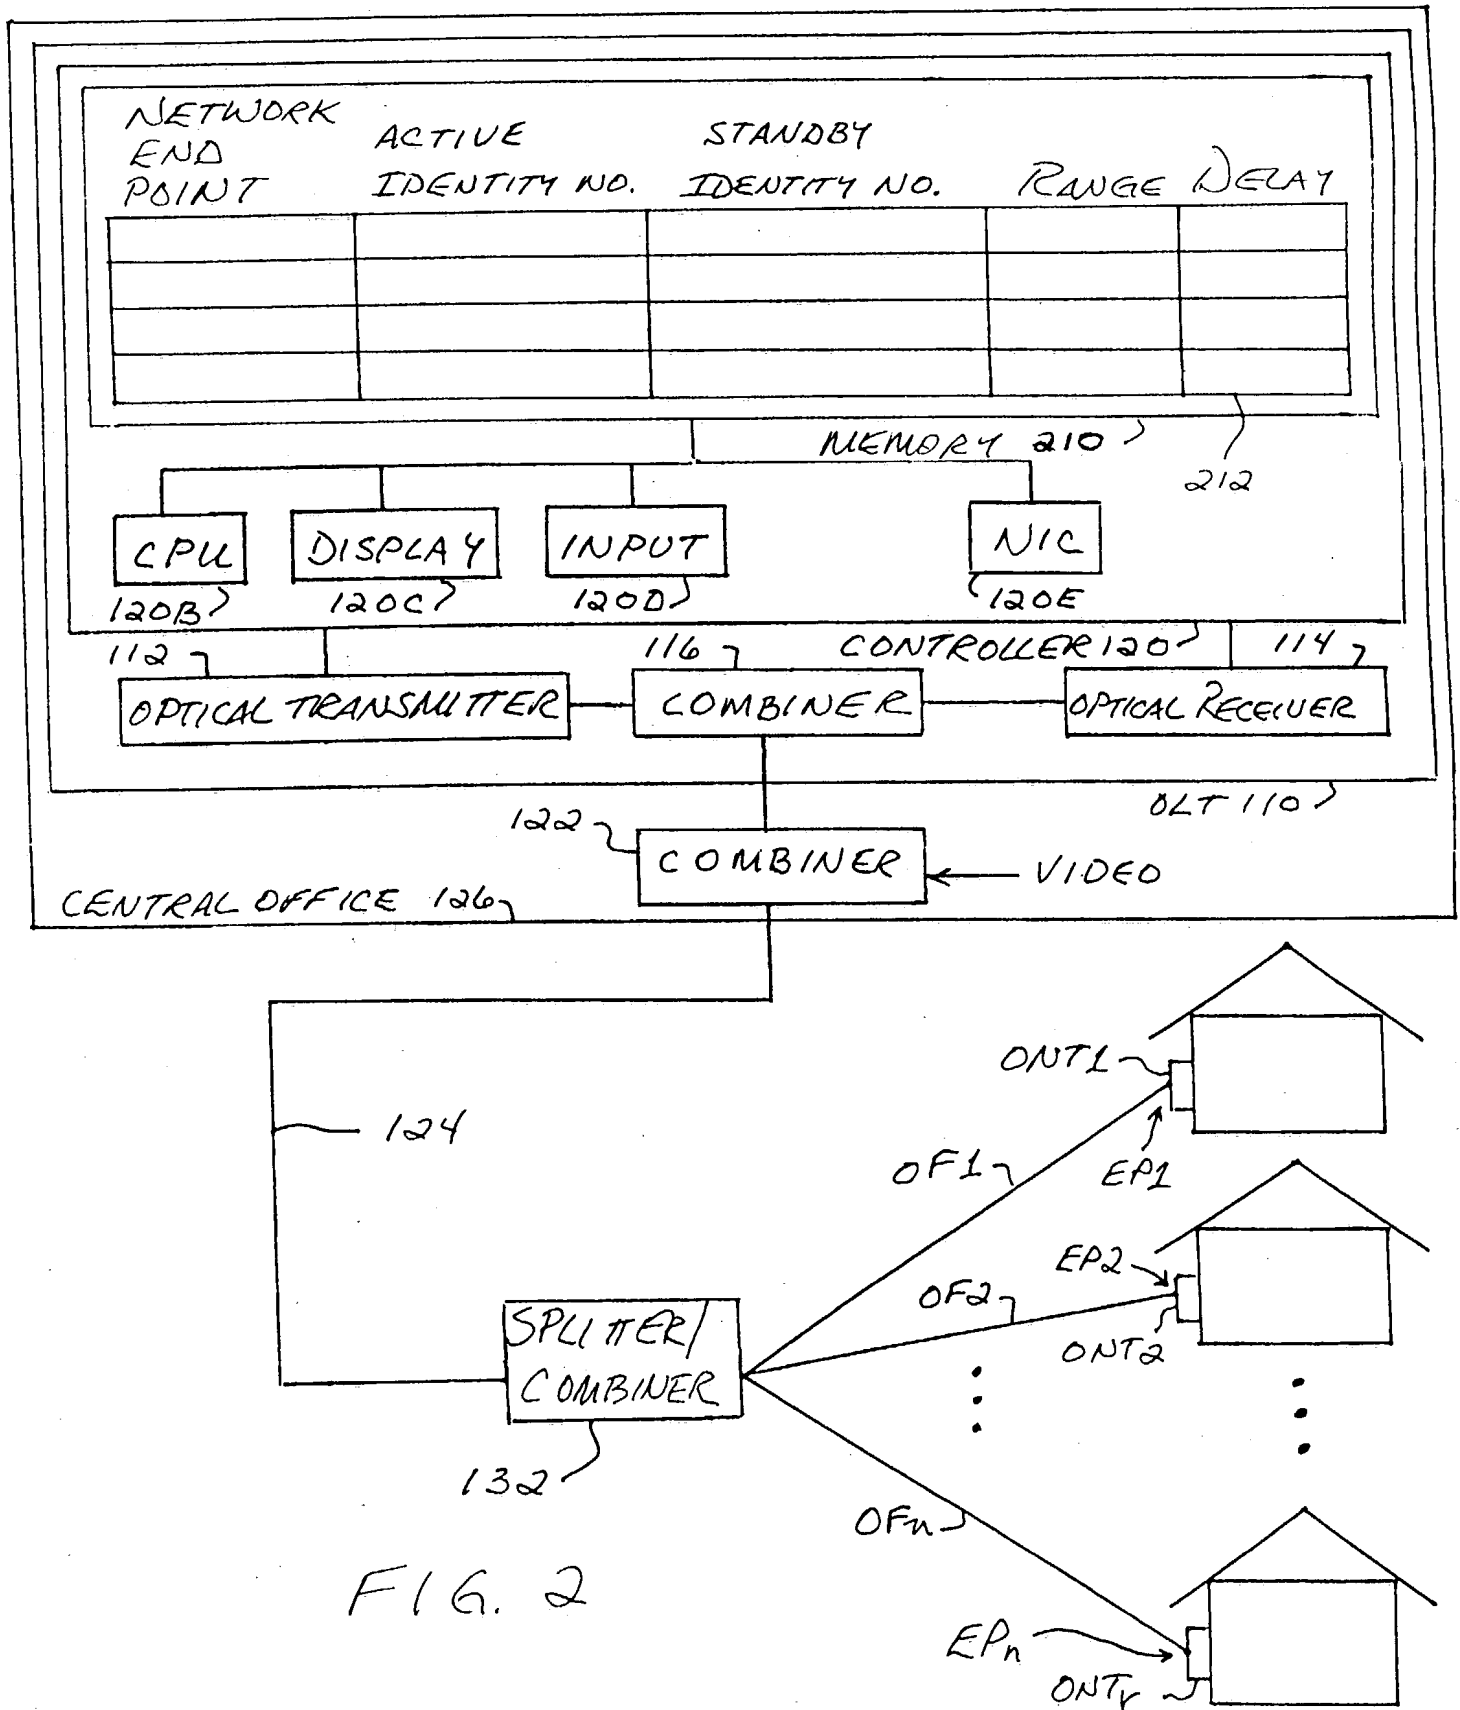 NETWORK
END
POINT
ACTIVE
IDENTITY NO.
STANDBY
IDENTITY NO.
RANGE
DELAY
MEMORY 210
212
CPU
120B
DISPLAY
120C
INPUT
120D
NIC
120E
CONTROLLER 120
112
OPTICAL TRANSMITTER
116
COMBINER
114
OPTICAL RECEIVER
OLT 110
122
COMBINER
VIDEO
CENTRAL OFFICE 126
124
ONT1
EP1
OF1
EP2
OF2
ONT2
SPLITTER/
COMBINER
132
OFn
EPn
ONTr
FIG. 2